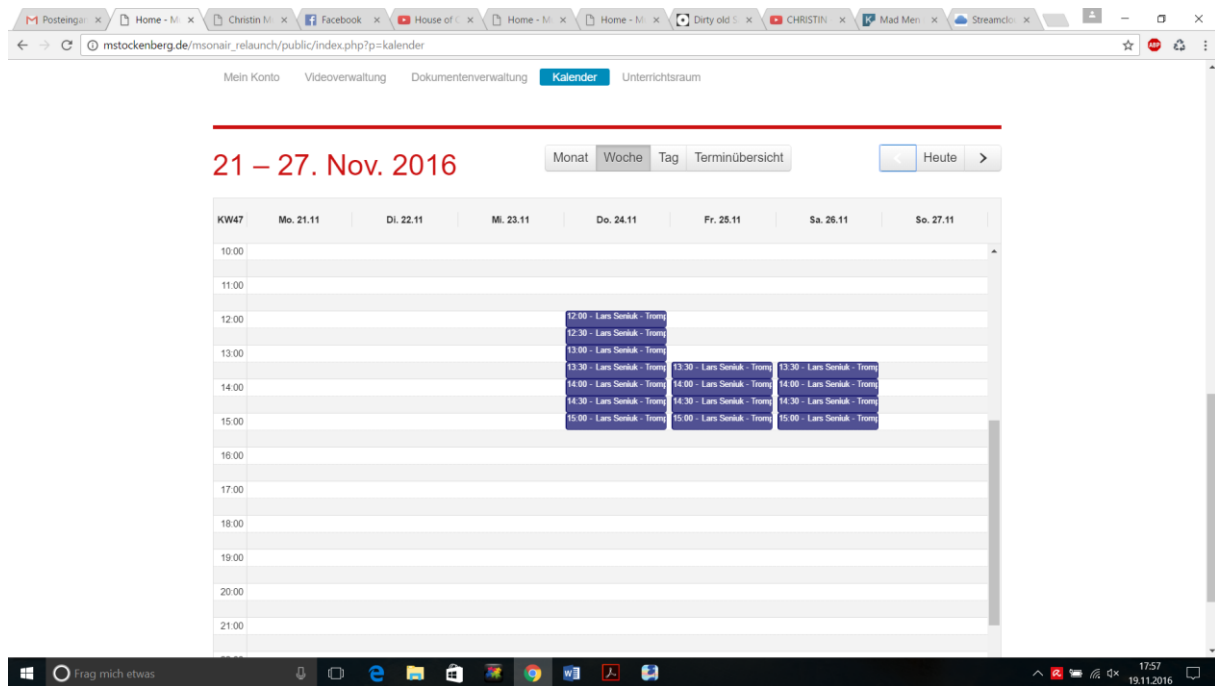 Posteingan Home - Mi Christin Mi Facebook House of C Home - Mi Home - Mi Dirty old S CHRISTIN Mad Men Streamclou
mstockenberg.de/msonair_relaunch/public/index.php?p=kalender
ABP
Mein Konto Videoverwaltung Dokumentenverwaltung Kalender Unterrichtsraum
21 – 27. Nov. 2016 Monat Woche Tag Terminübersicht Heute
KW47 Mo. 21.11 Di. 22.11 Mi. 23.11 Do. 24.11 Fr. 25.11 Sa. 26.11 So. 27.11
10:00
11:00
12:00 12:00 - Lars Seniuk - Tromp
12:30 - Lars Seniuk - Tromp
13:00 13:00 - Lars Seniuk - Tromp
13:30 - Lars Seniuk - Tromp 13:30 - Lars Seniuk - Tromp 13:30 - Lars Seniuk - Tromp
14:00 14:00 - Lars Seniuk - Tromp 14:00 - Lars Seniuk - Tromp 14:00 - Lars Seniuk - Tromp
14:30 - Lars Seniuk - Tromp 14:30 - Lars Seniuk - Tromp 14:30 - Lars Seniuk - Tromp
15:00 15:00 - Lars Seniuk - Tromp 15:00 - Lars Seniuk - Tromp 15:00 - Lars Seniuk - Tromp
16:00
17:00
18:00
19:00
20:00
21:00
Frag mich etwas 17:57
19.11.2016